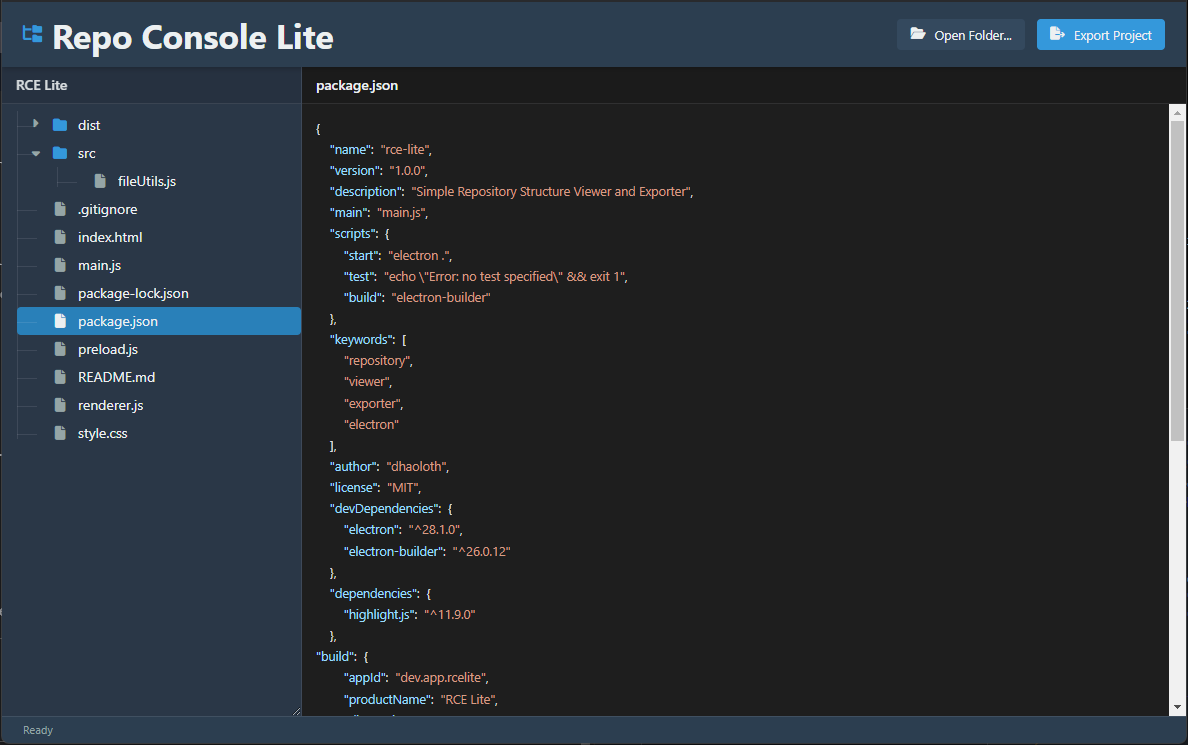 Repo Console Lite
Open Folder...
Export Project
RCE Lite
dist
src
fileUtils.js
.gitignore
index.html
main.js
package-lock.json
package.json
preload.js
README.md
renderer.js
style.css
package.json
{
"name": "rce-lite",
"version": "1.0.0",
"description": "Simple Repository Structure Viewer and Exporter",
"main": "main.js",
"scripts": {
"start": "electron .",
"test": "echo \"Error: no test specified\" && exit 1",
"build": "electron-builder"
},
"keywords": [
"repository",
"viewer",
"exporter",
"electron"
],
"author": "dhaoloth",
"license": "MIT",
"devDependencies": {
"electron": "^28.1.0",
"electron-builder": "^26.0.12"
},
"dependencies": {
"highlight.js": "^11.9.0"
},
"build": {
"appId": "dev.app.rcelite",
"productName": "RCE Lite",
Ready